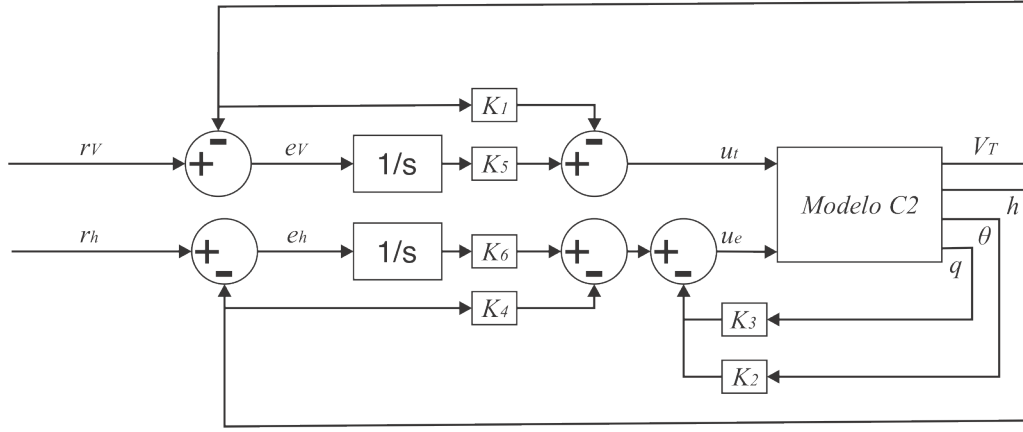 K1
rV
eV
1/s
K5
ut
VT
Modelo C2
h
rh
eh
1/s
K6
ue
θ
q
K4
K3
K2